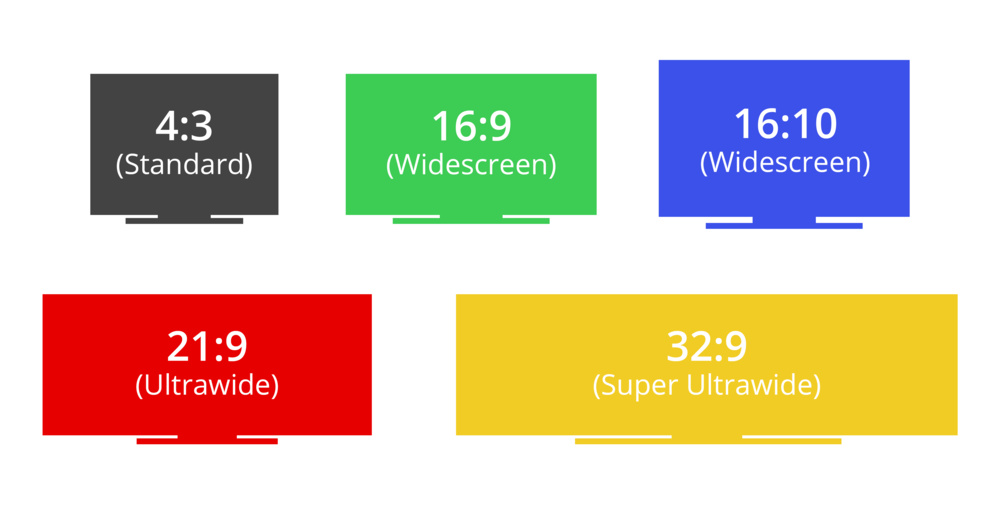 4:3
(Standard)
16:9
(Widescreen)
16:10
(Widescreen)
21:9
(Ultrawide)
32:9
(Super Ultrawide)